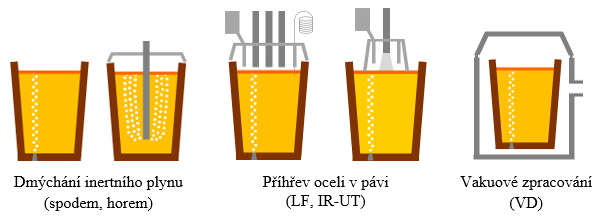 Dmýchání inertního plynu
(spodem, horem)
Příhřev oceli v pávi
(LF, IR-UT)
Vakuové zpracování
(VD)